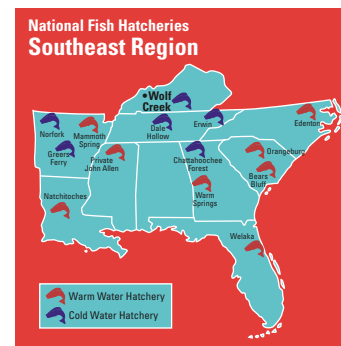 National Fish Hatcheries
Southeast Region
•Wolf
Creek
Norfork
Mammoth
Spring
Dale
Hollow
Erwin
Edenton
Greers
Ferry
Private
John Allen
Chattahoochee
Forest
Orangeburg
Bears
Bluff
Natchitoches
Warm
Springs
Welaka
Warm Water Hatchery
Cold Water Hatchery